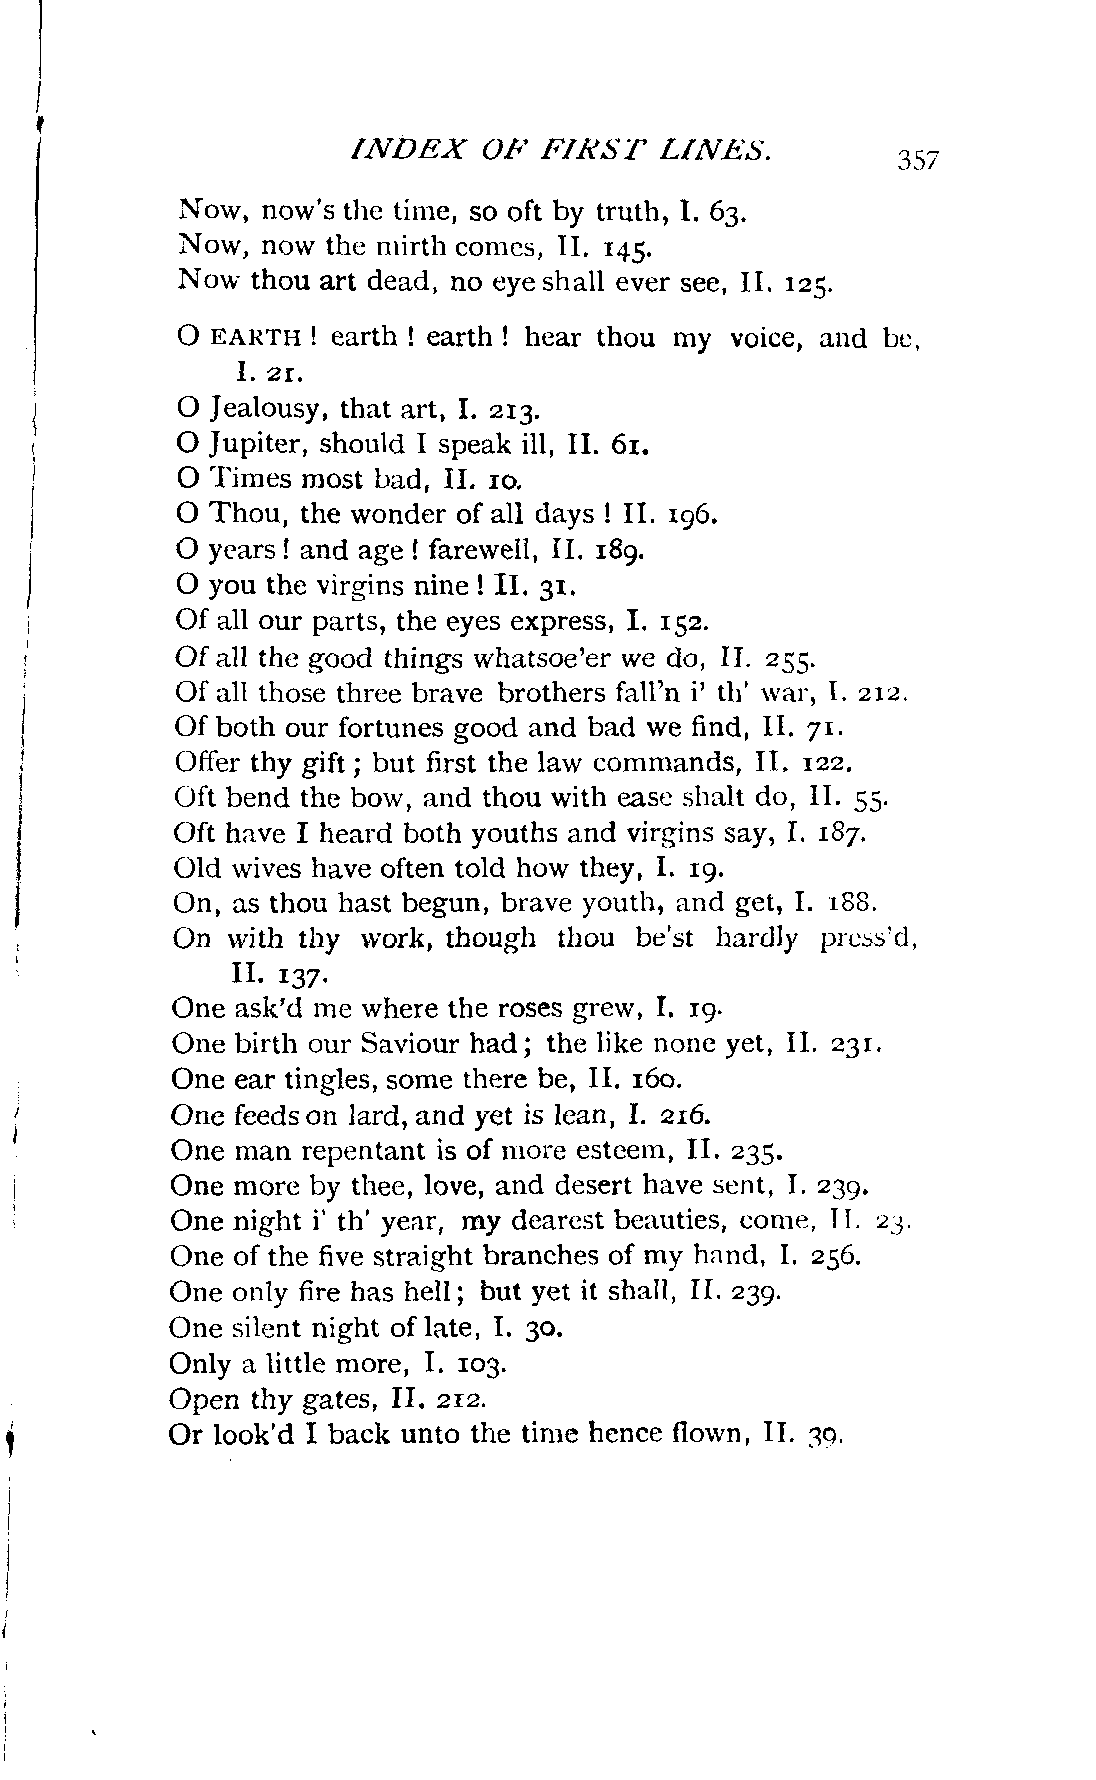 INDEX OF FIRST LINES. 357
Now, now's the time, so oft by truth, I. 63.
Now, now the mirth comes, II. 145.
Now thou art dead, no eye shall ever see, II. 125.
O EARTH ! earth ! earth ! hear thou my voice, and be,
I. 21.
O Jealousy, that art, I. 213.
O Jupiter, should I speak ill, II. 61.
O Times most bad, II. 10.
O Thou, the wonder of all days ! II. 196.
O years ! and age ! farewell, II. 189.
O you the virgins nine ! II. 31.
Of all our parts, the eyes express, I. 152.
Of all the good things whatsoe'er we do, II. 255.
Of all those three brave brothers fall'n i' th' war, I. 212.
Of both our fortunes good and bad we find, II. 71.
Offer thy gift ; but first the law commands, II. 122.
Oft bend the bow, and thou with ease shalt do, II. 55.
Oft have I heard both youths and virgins say, I. 187.
Old wives have often told how they, I. 19.
On, as thou hast begun, brave youth, and get, I. 188.
On with thy work, though thou be'st hardly press'd,
II. 137.
One ask'd me where the roses grew, I. 19.
One birth our Saviour had ; the like none yet, II. 231.
One ear tingles, some there be, II. 160.
One feeds on lard, and yet is lean, I. 216.
One man repentant is of more esteem, II. 235.
One more by thee, love, and desert have sent, I. 239.
One night i' th' year, my dearest beauties, come, II. 23.
One of the five straight branches of my hand, I. 256.
One only fire has hell ; but yet it shall, II. 239.
One silent night of late, I. 30.
Only a little more, I. 103.
Open thy gates, II. 212.
Or look'd I back unto the time hence flown, II. 39.